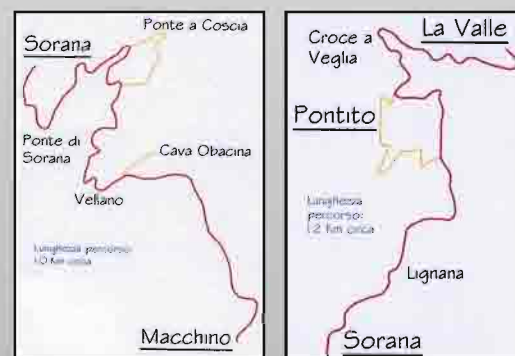 Ponte a Coscia
Sorana
Ponte di
Sorana
Cava Obacina
Vellano
Lunghezza percorso:
10 Km circa
Macchino
La Valle
Croce a
Veglia
Pontito
Lunghezza
percorso:
12 Km circa
Lignana
Sorana